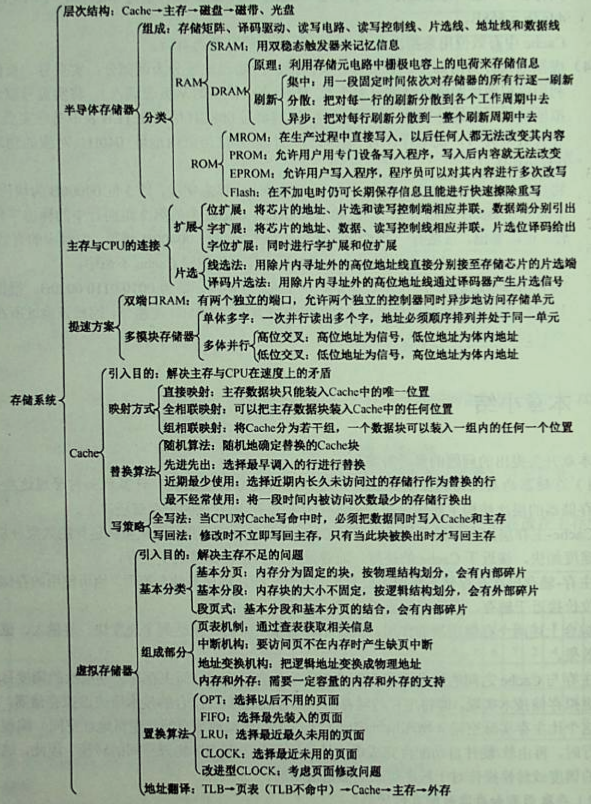 层次结构：Cache→主存→磁盘→磁带、光盘
组成：存储矩阵、译码驱动、读写电路、读写控制线、片选线、地址线和数据线
SRAM：用双稳态触发器来记忆信息
RAM
原理：利用存储元电路中栅极电容上的电荷来存储信息
DRAM
集中：用一段固定时间依次对存储器的所有行逐一刷新
半导体存储器
分类
刷新
分散：把对每一行的刷新分散到各个工作周期中去
异步：把对每行刷新分散到一整个刷新周期中去
MROM：在生产过程中直接写入，以后任何人都无法改变其内容
PROM：允许用户用专门设备写入程序，写入后内容就无法改变
ROM
EPROM：允许用户写入程序，程序员可以对其内容进行多次改写
Flash：在不加电时仍可长期保存信息且能进行快速擦除重写
位扩展：将芯片的地址、片选和读写控制端相应并联，数据端分别引出
扩展
字扩展：将芯片的地址、数据、读写控制线相应并联，片选位译码给出
主存与CPU的连接
字位扩展：同时进行字扩展和位扩展
片选
线选法：用除片内寻址外的高位地址线直接分别接至存储芯片的片选端
译码片选法：用除片内寻址外的高位地址线通过译码器产生片选信号
双端口RAM：有两个独立的端口，允许两个独立的控制器同时异步地访问存储单元
提速方案
单体多字：一次并行读出多个字，地址必须顺序排列并处于同一单元
多模块存储器
多体并行
高位交叉：高位地址为信号，低位地址为体内地址
低位交叉：低位地址为信号，高位地址为体内地址
存储系统
引入目的：解决主存与CPU在速度上的矛盾
直接映射：主存数据块只能装入Cache中的唯一位置
映射方式
全相联映射：可以把主存数据块装入Cache中的任何位置
组相联映射：将Cache分为若干组，一个数据块可以装入一组内的任何一个位置
Cache
随机算法：随机地确定替换的Cache块
替换算法
先进先出：选择最早调入的行进行替换
近期最少使用：选择近期内长久未访问过的存储行作为替换的行
最不经常使用：将一段时间内被访问次数最少的存储行换出
写策略
全写法：当CPU对Cache写命中时，必须把数据同时写入Cache和主存
写回法：修改时不立即写回主存，只有当此块被换出时才写回主存
引入目的：解决主存不足的问题
基本分页：内存分为固定的块，按物理结构划分，会有内部碎片
基本分类
基本分段：内存块的大小不固定，按逻辑结构划分，会有外部碎片
段页式：基本分段和基本分页的结合，会有内部碎片
页表机制：通过查表获取相关信息
组成部分
中断机构：要访问页不在内存时产生缺页中断
虚拟存储器
地址变换机构：把逻辑地址变换成物理地址
内存和外存：需要一定容量的内存和外存的支持
OPT：选择以后不用的页面
FIFO：选择最先装入的页面
置换算法
LRU：选择最近最久未用的页面
CLOCK：选择最近未用的页面
改进型CLOCK：考虑页面修改问题
地址翻译：TLB→页表（TLB不命中）→Cache→主存→外存